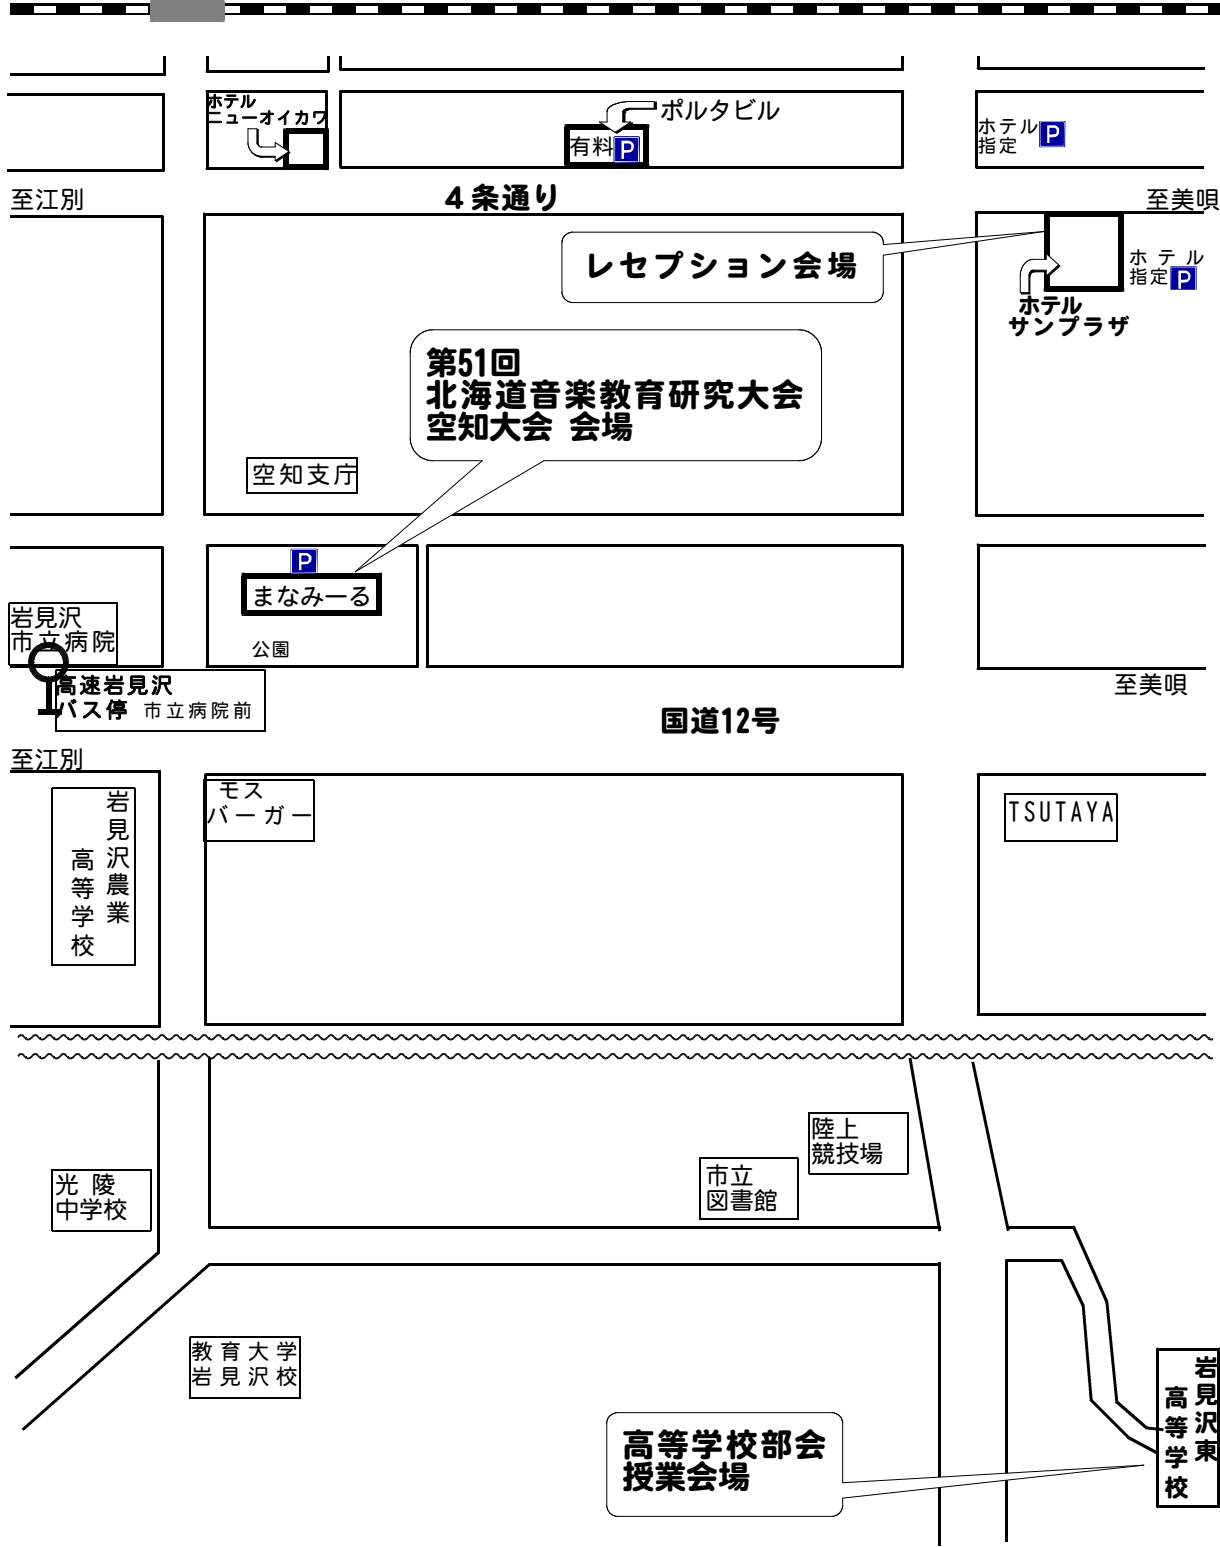 ホテル
ニューオイカワ
ポルタビル
有料 P
ホテル
指定 P
至江別
4条通り
至美唄
レセプション会場
ホテル
指定 P
ホテル
サンプラザ
第51回
北海道音楽教育研究大会
空知大会 会場
空知支庁
P
まなみーる
公園
岩見沢
市立病院
高速岩見沢
バス停 市立病院前
至美唄
国道12号
至江別
モス
バーガー
TSUTAYA
岩見沢農業
高等学校
陸上
競技場
市立
図書館
光陵
中学校
教育大学
岩見沢校
岩見沢東
高等学校
高等学校部会
授業会場